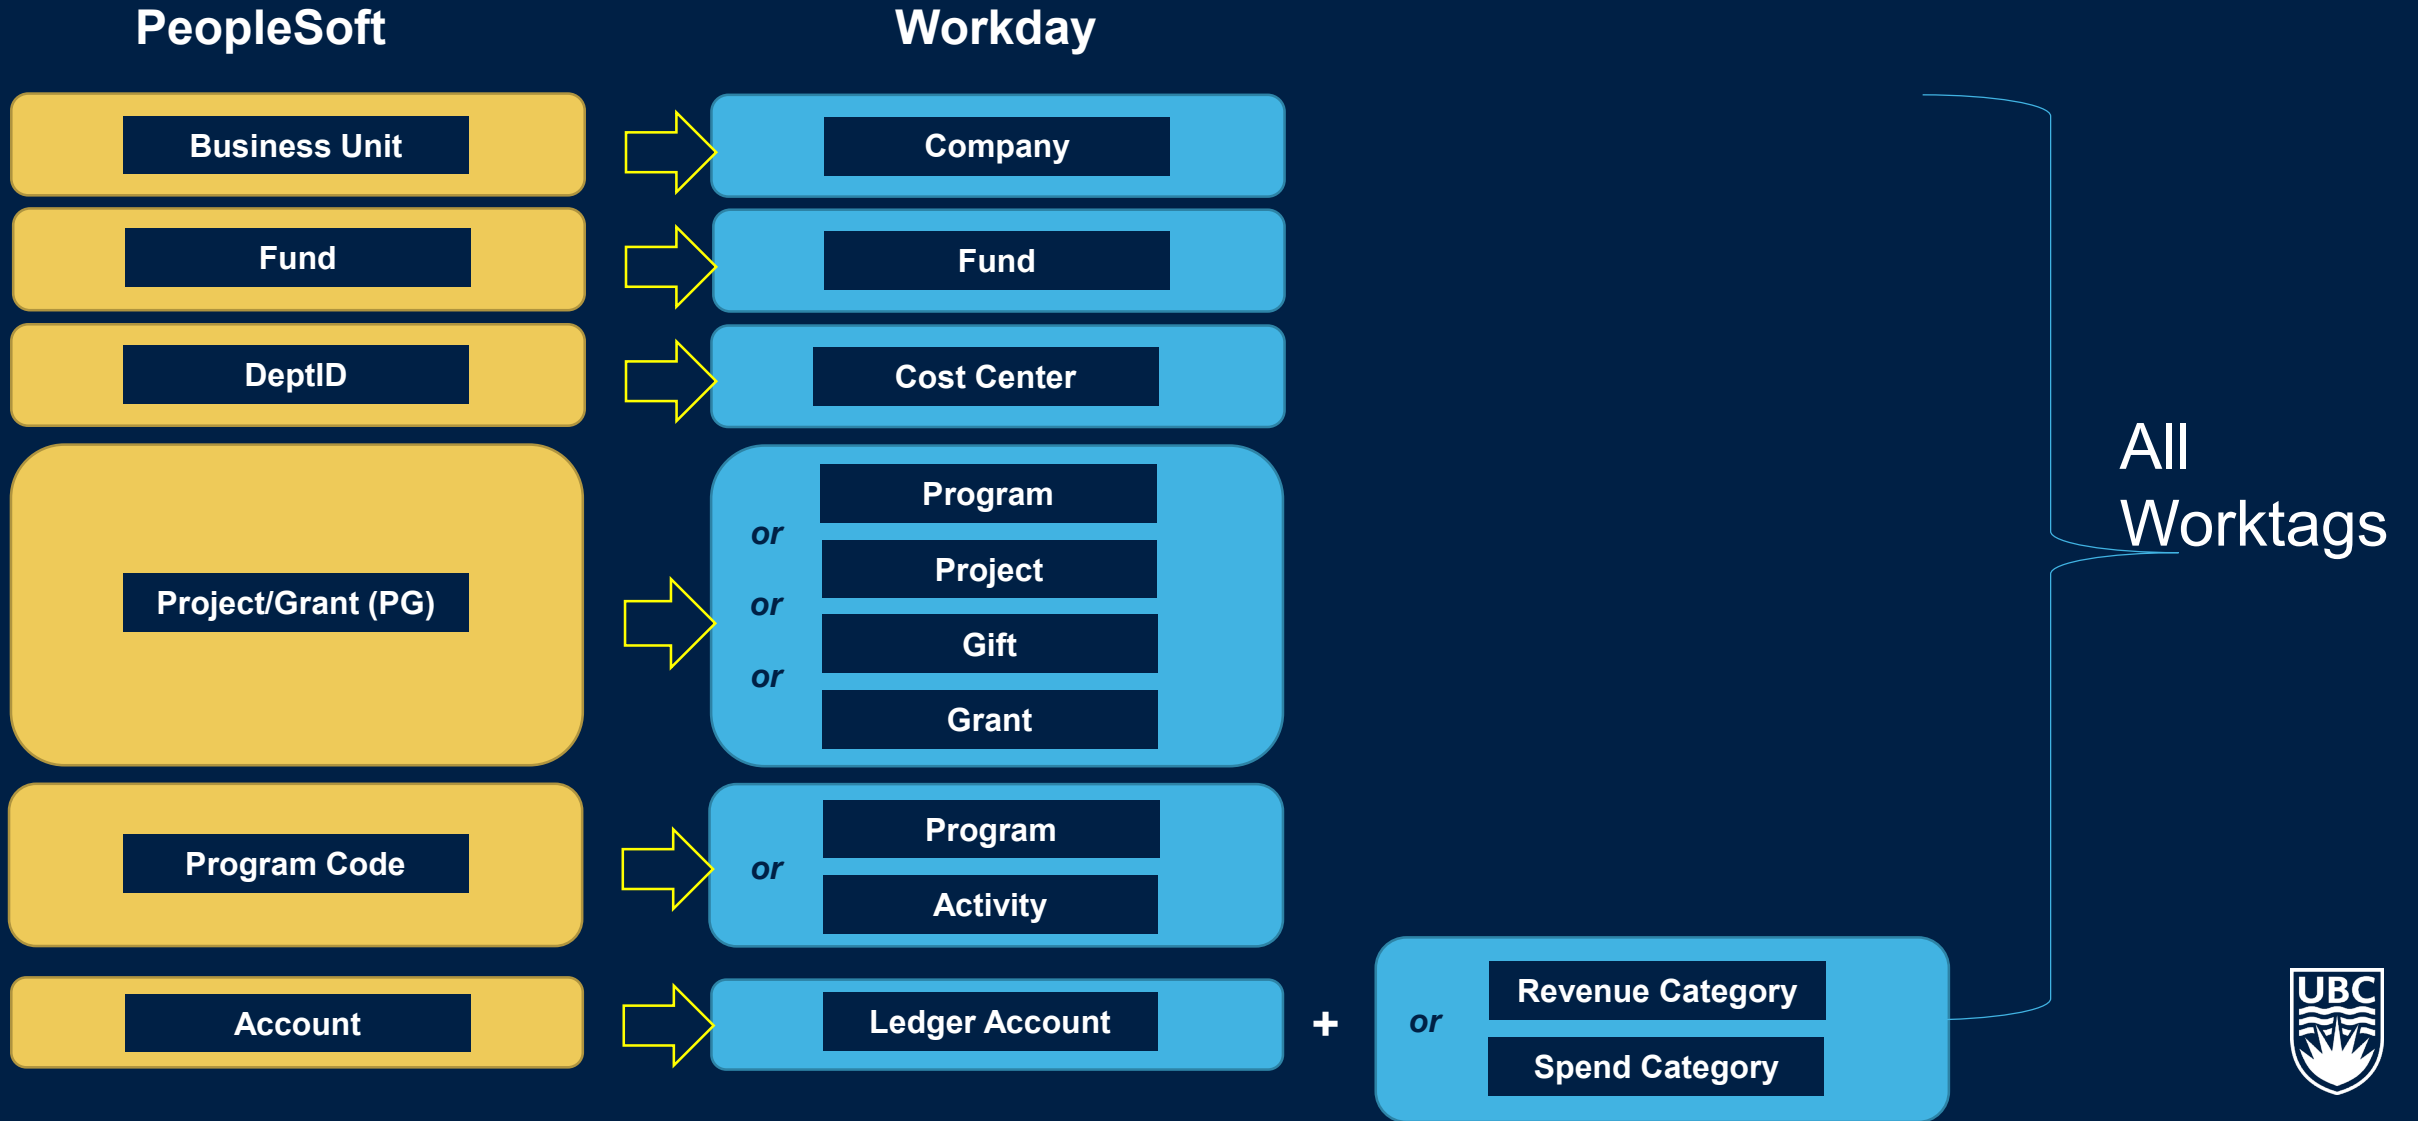 PeopleSoft
Workday
Business Unit
Company
Fund
Fund
DeptID
Cost Center
All
Worktags
Project/Grant (PG)
Program
or
Project
or
Gift
or
Grant
Program Code
Program
or
Activity
Account
Ledger Account
+
or
Revenue Category
Spend Category
UBC